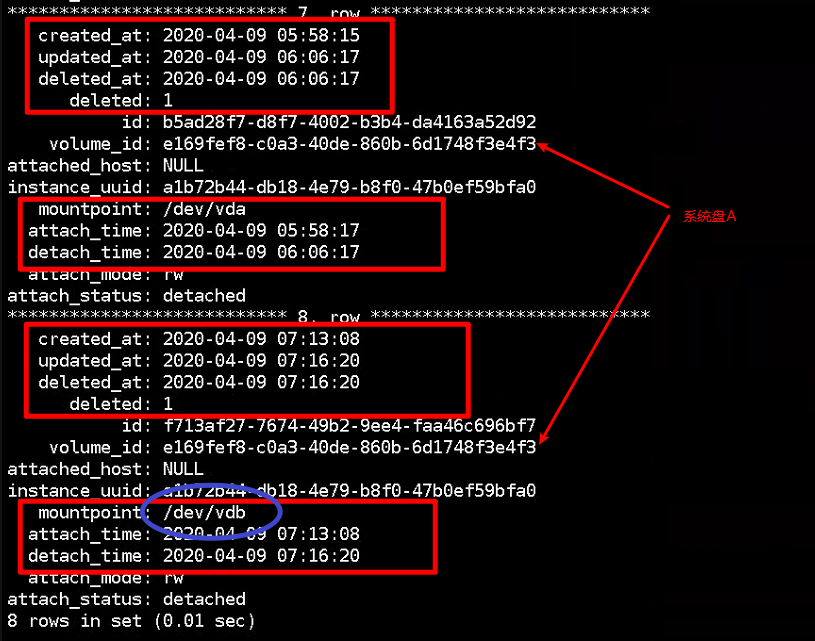 *************************** 7. row ***************************
created_at: 2020-04-09 05:58:15
updated_at: 2020-04-09 06:06:17
deleted_at: 2020-04-09 06:06:17
deleted: 1
id: b5ad28f7-d8f7-4002-b3b4-da4163a52d92
volume_id: e169fef8-c0a3-40de-860b-6d1748f3e4f3
attached_host: NULL
instance_uuid: a1b72b44-db18-4e79-b8f0-47b0ef59bfa0
mountpoint: /dev/vda
attach_time: 2020-04-09 05:58:17
detach_time: 2020-04-09 06:06:17
attach_mode: rw
attach_status: detached
系统盘A
*************************** 8. row ***************************
created_at: 2020-04-09 07:13:08
updated_at: 2020-04-09 07:16:20
deleted_at: 2020-04-09 07:16:20
deleted: 1
id: f713af27-7674-49b2-9ee4-faa46c696bf7
volume_id: e169fef8-c0a3-40de-860b-6d1748f3e4f3
attached_host: NULL
instance_uuid: a1b72b44-db18-4e79-b8f0-47b0ef59bfa0
mountpoint: /dev/vdb
attach_time: 2020-04-09 07:13:08
detach_time: 2020-04-09 07:16:20
attach_mode: rw
attach_status: detached
8 rows in set (0.01 sec)